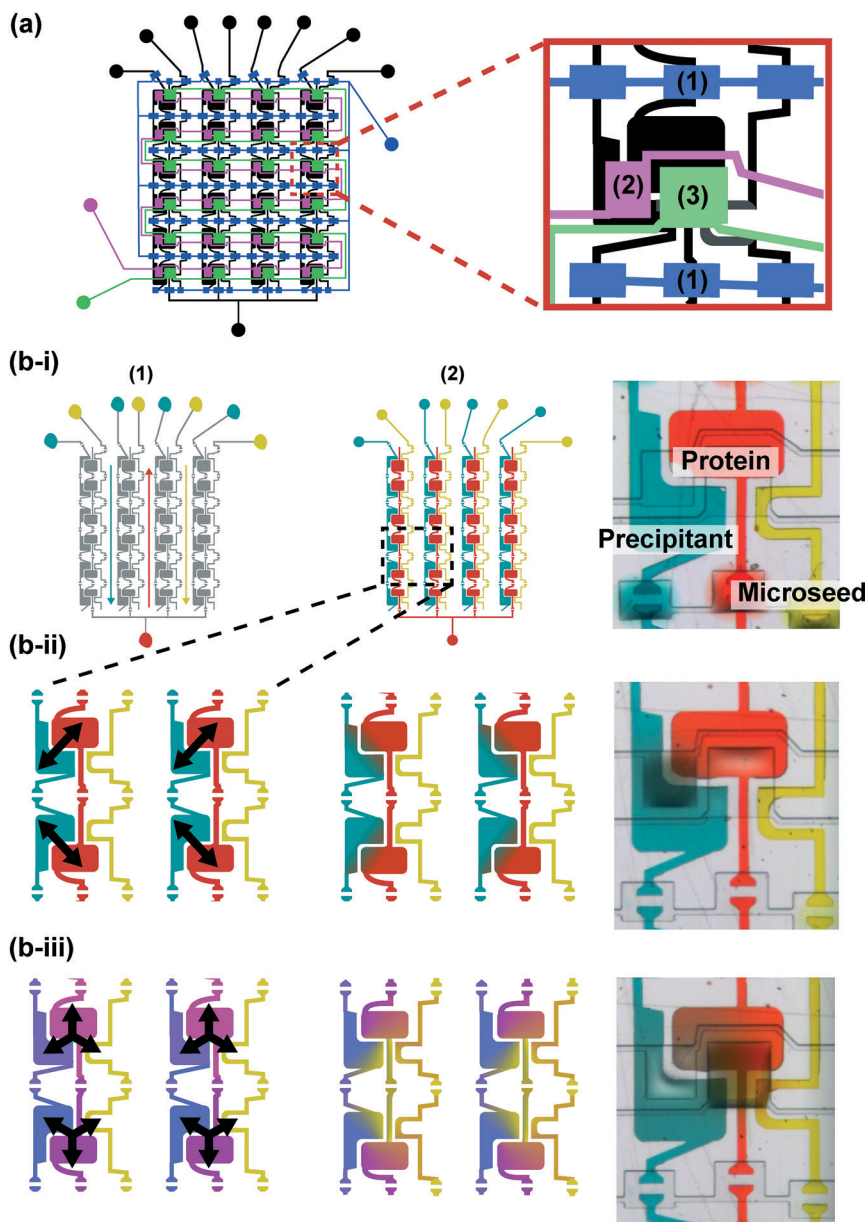 (a)
(1)
(2)
(3)
(1)
(b-i)
(1)
(2)
Protein
Precipitant
Microseed
(b-ii)
(b-iii)